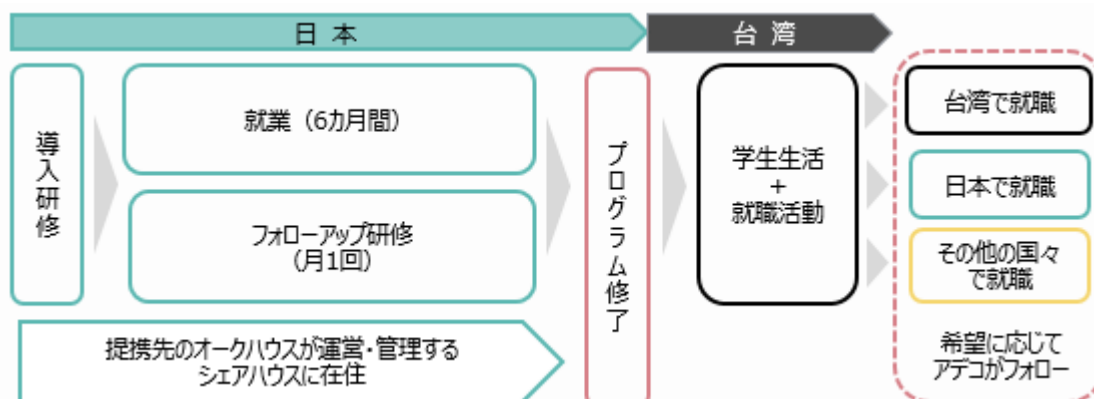 日本
台湾
導入研修
就業（6カ月間）
フォローアップ研修
（月1回）
提携先のオークハウスが運営・管理する
シェアハウスに在住
プログラム修了
学生生活
+
就職活動
台湾で就職
日本で就職
その他の国々
で就職
希望に応じて
アデコがフォロー